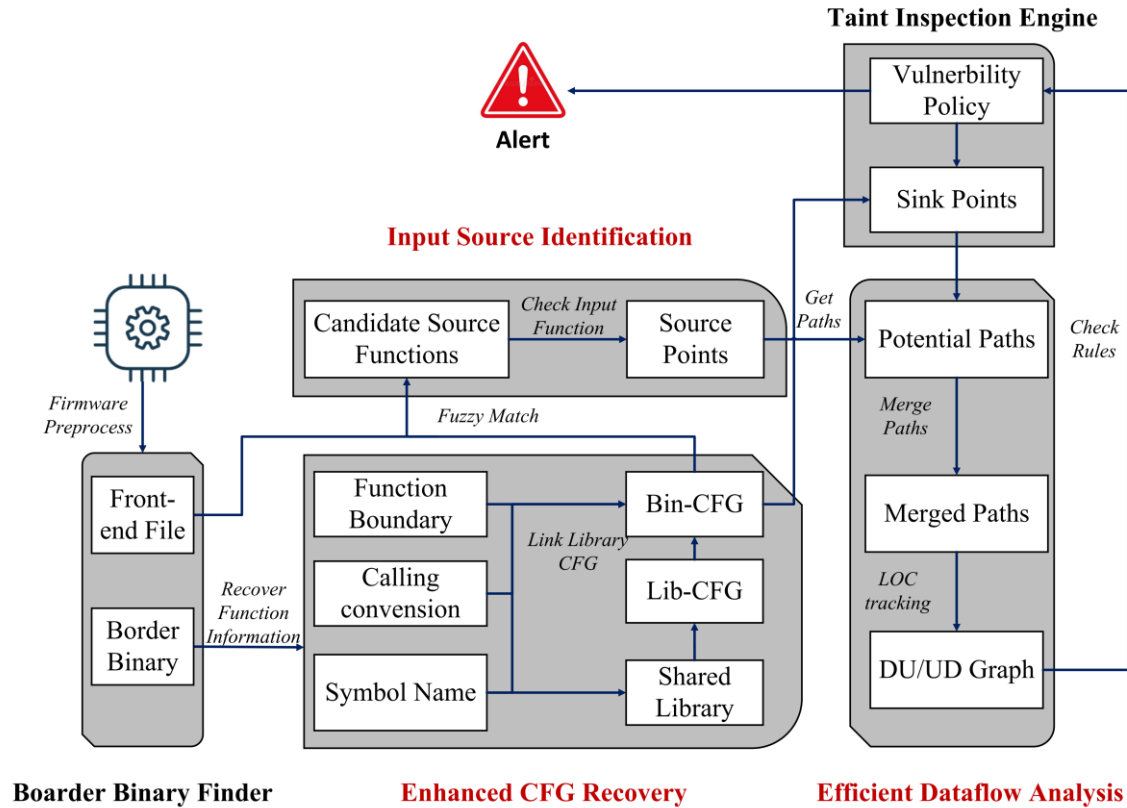 Taint Inspection Engine
Vulnerbility
Policy
Alert
Sink Points
Input Source Identification
Candidate Source
Functions
Check Input
Function
Source
Points
Get
Paths
Potential Paths
Check
Rules
Firmware
Preprocess
Fuzzy Match
Merge
Paths
Front-
end File
Function
Boundary
Bin-CFG
Merged Paths
Link Library
CFG
Calling
convension
Lib-CFG
LOC
tracking
Recover
Function
Information
Border
Binary
Symbol Name
Shared
Library
DU/UD Graph
Boarder Binary Finder
Enhanced CFG Recovery
Efficient Dataflow Analysis